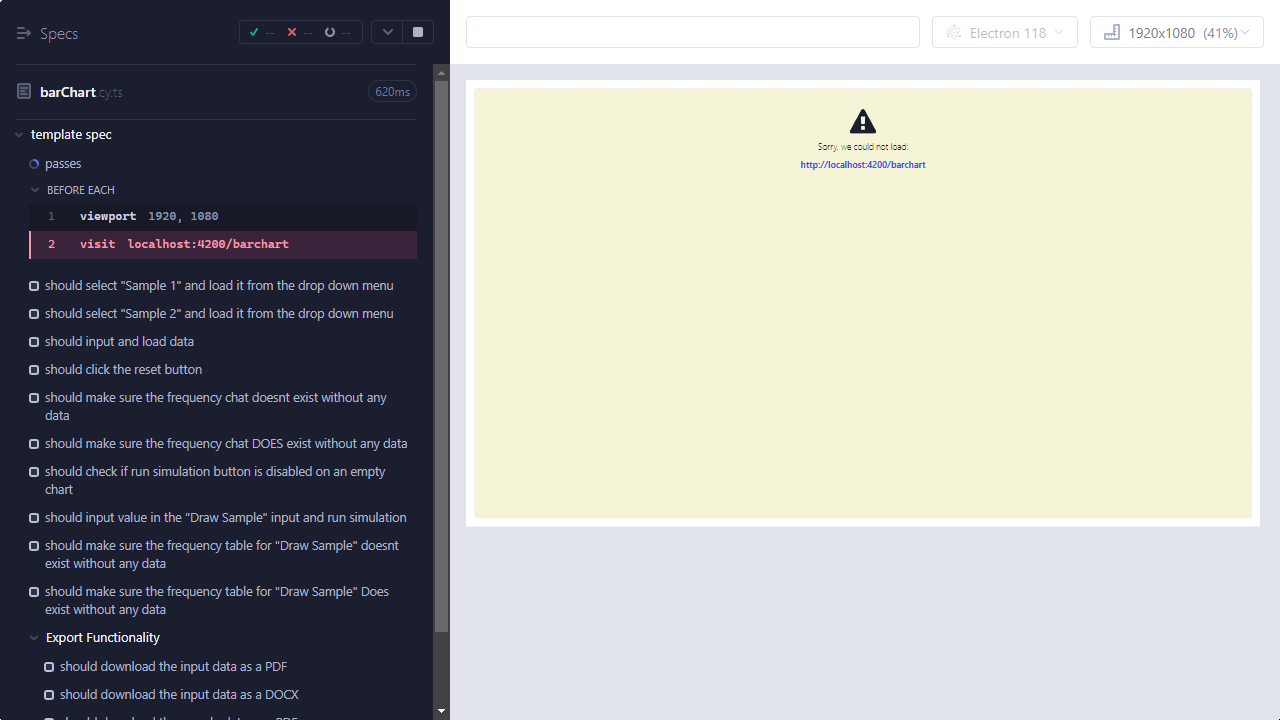 Specs
--
--
--
Electron 118
1920x1080 (41%)
barChart.cy.ts
620ms
template spec
passes
BEFORE EACH
1 viewport 1920, 1080
2 visit localhost:4200/barchart
should select "Sample 1" and load it from the drop down menu
should select "Sample 2" and load it from the drop down menu
should input and load data
should click the reset button
should make sure the frequency chat doesnt exist without any
data
should make sure the frequency chat DOES exist without any data
should check if run simulation button is disabled on an empty
chart
should input value in the "Draw Sample" input and run simulation
should make sure the frequency table for "Draw Sample" doesnt
exist without any data
should make sure the frequency table for "Draw Sample" Does
exist without any data
Export Functionality
should download the input data as a PDF
should download the input data as a DOCX
Sorry, we could not load:
http://localhost:4200/barchart